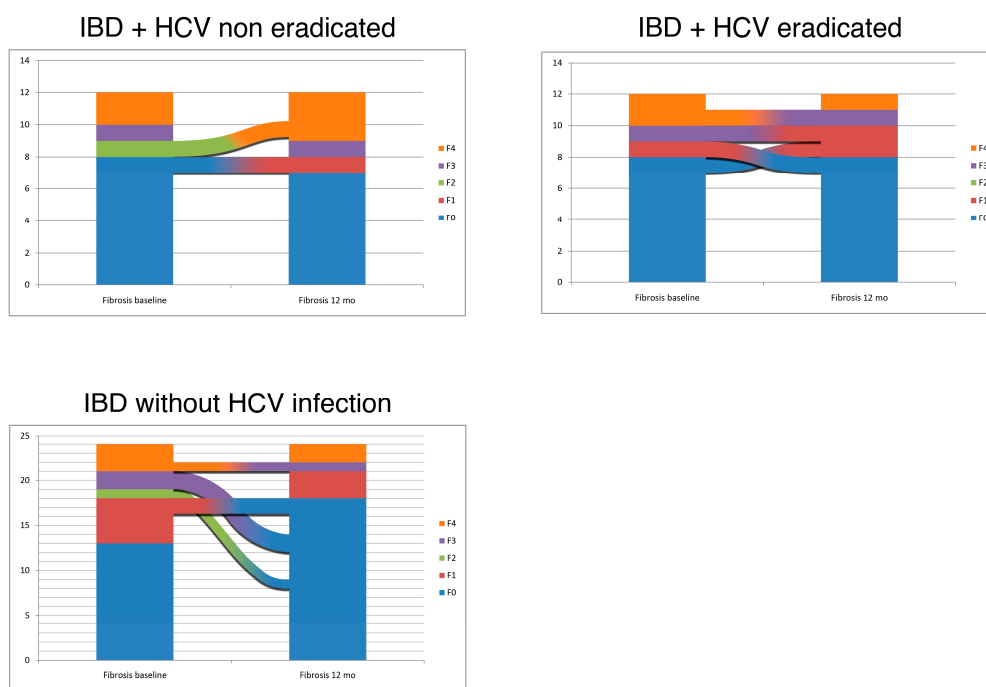 IBD + HCV non eradicated
14
12
10
8
6
4
2
0
Fibrosis baseline
Fibrosis 12 mo
F4
F3
F2
F1
IBD + HCV eradicated
14
12
10
8
6
4
2
0
Fibrosis baseline
Fibrosis 12 mo
F4
F3
F2
F1
IBD without HCV infection
25
20
15
10
5
0
Fibrosis baseline
Fibrosis 12 mo
F4
F3
F2
F1
F0